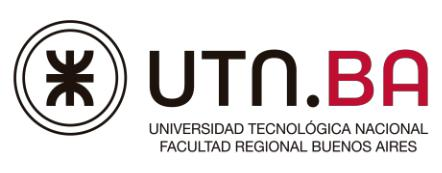 UTN.BA
UNIVERSIDAD TECNOLÓGICA NACIONAL
FACULTAD REGIONAL BUENOS AIRES